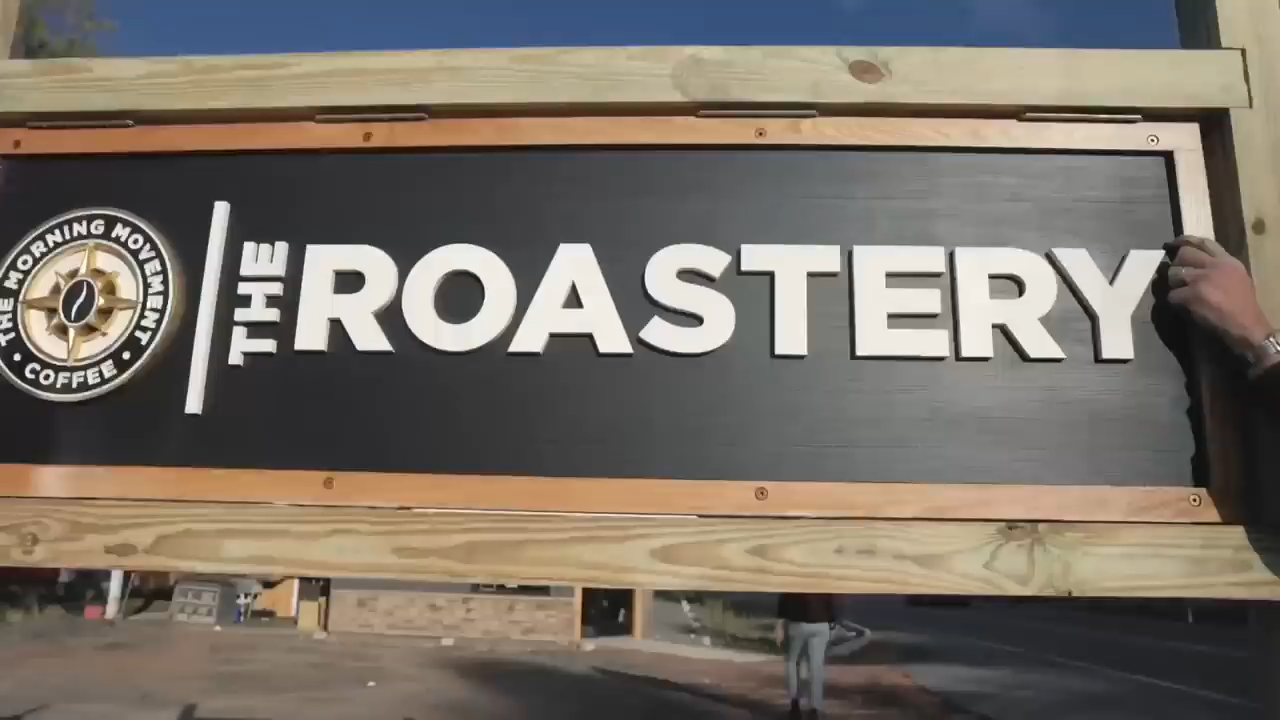 THE MORNING MOVEMENT
• COFFEE •
THE
ROASTERY